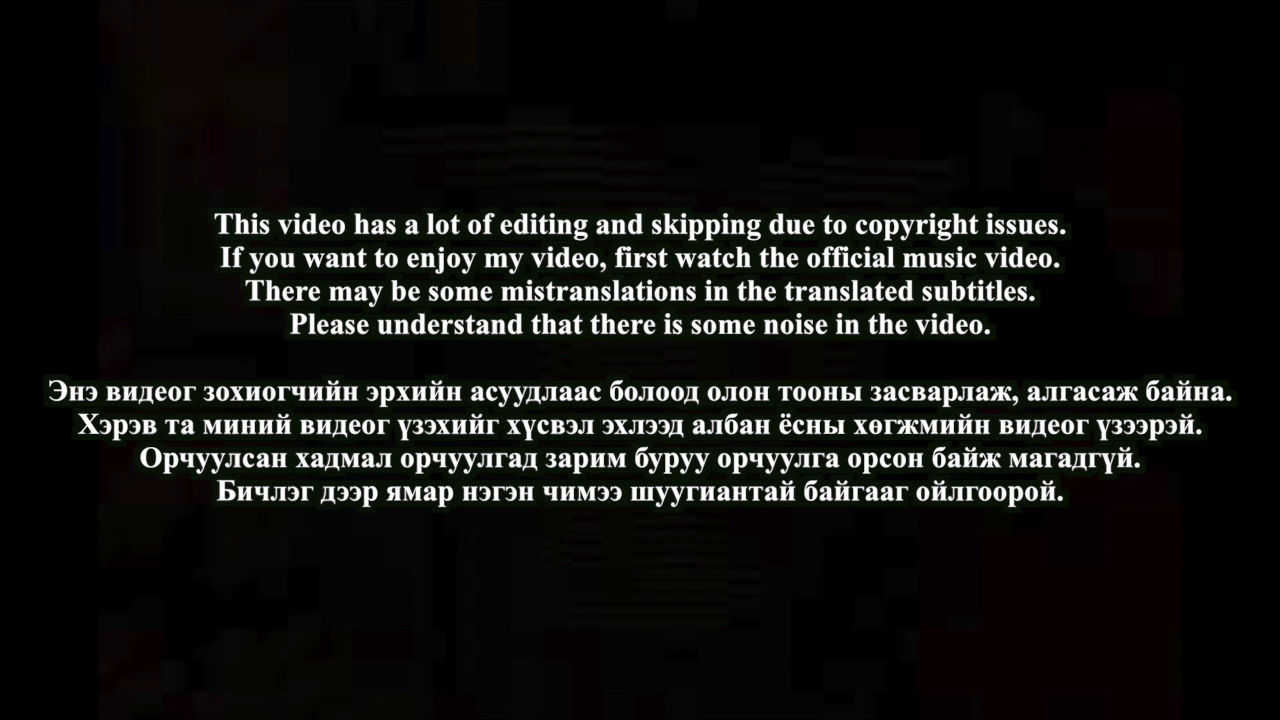 This video has a lot of editing and skipping due to copyright issues.
If you want to enjoy my video, first watch the official music video.
There may be some mistranslations in the translated subtitles.
Please understand that there is some noise in the video.
Энэ видеог зохиогчийн эрхийн асуудлаас болоод олон тооны засварлаж, алгасаж байна.
Хэрэв та миний видеог үзэхийг хүсвэл эхлээд албан ёсны хөгжмийн видеог үзээрэй.
Орчуулсан хадмал орчуулгад зарим буруу орчуулга орсон байж магадгүй.
Бичлэг дээр ямар нэгэн чимээ шуугиантай байгааг ойлгоорой.